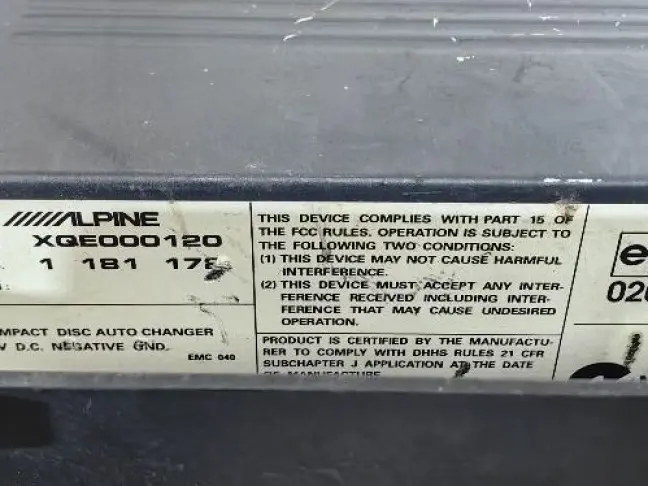 ALPINE
XQE000120
1 181 17
MPACT DISC AUTO CHANGER
V D.C. NEGATIVE GND.
EMC 040
THIS DEVICE COMPLIES WITH PART 15 OF
THE FCC RULES. OPERATION IS SUBJECT TO
THE FOLLOWING TWO CONDITIONS:
(1) THIS DEVICE MAY NOT CAUSE HARMFUL
INTERFERENCE.
(2) THIS DEVICE MUST ACCEPT ANY INTER-
FERENCE RECEIVED INCLUDING INTER-
FERENCE THAT MAY CAUSE UNDESIRED
OPERATION.
PRODUCT IS CERTIFIED BY THE MANUFACTU-
RER TO COMPLY WITH DHHS RULES 21 CFR
SUBCHAPTER J APPLICATION AT THE DATE
OF MANUFACTURE
e
020